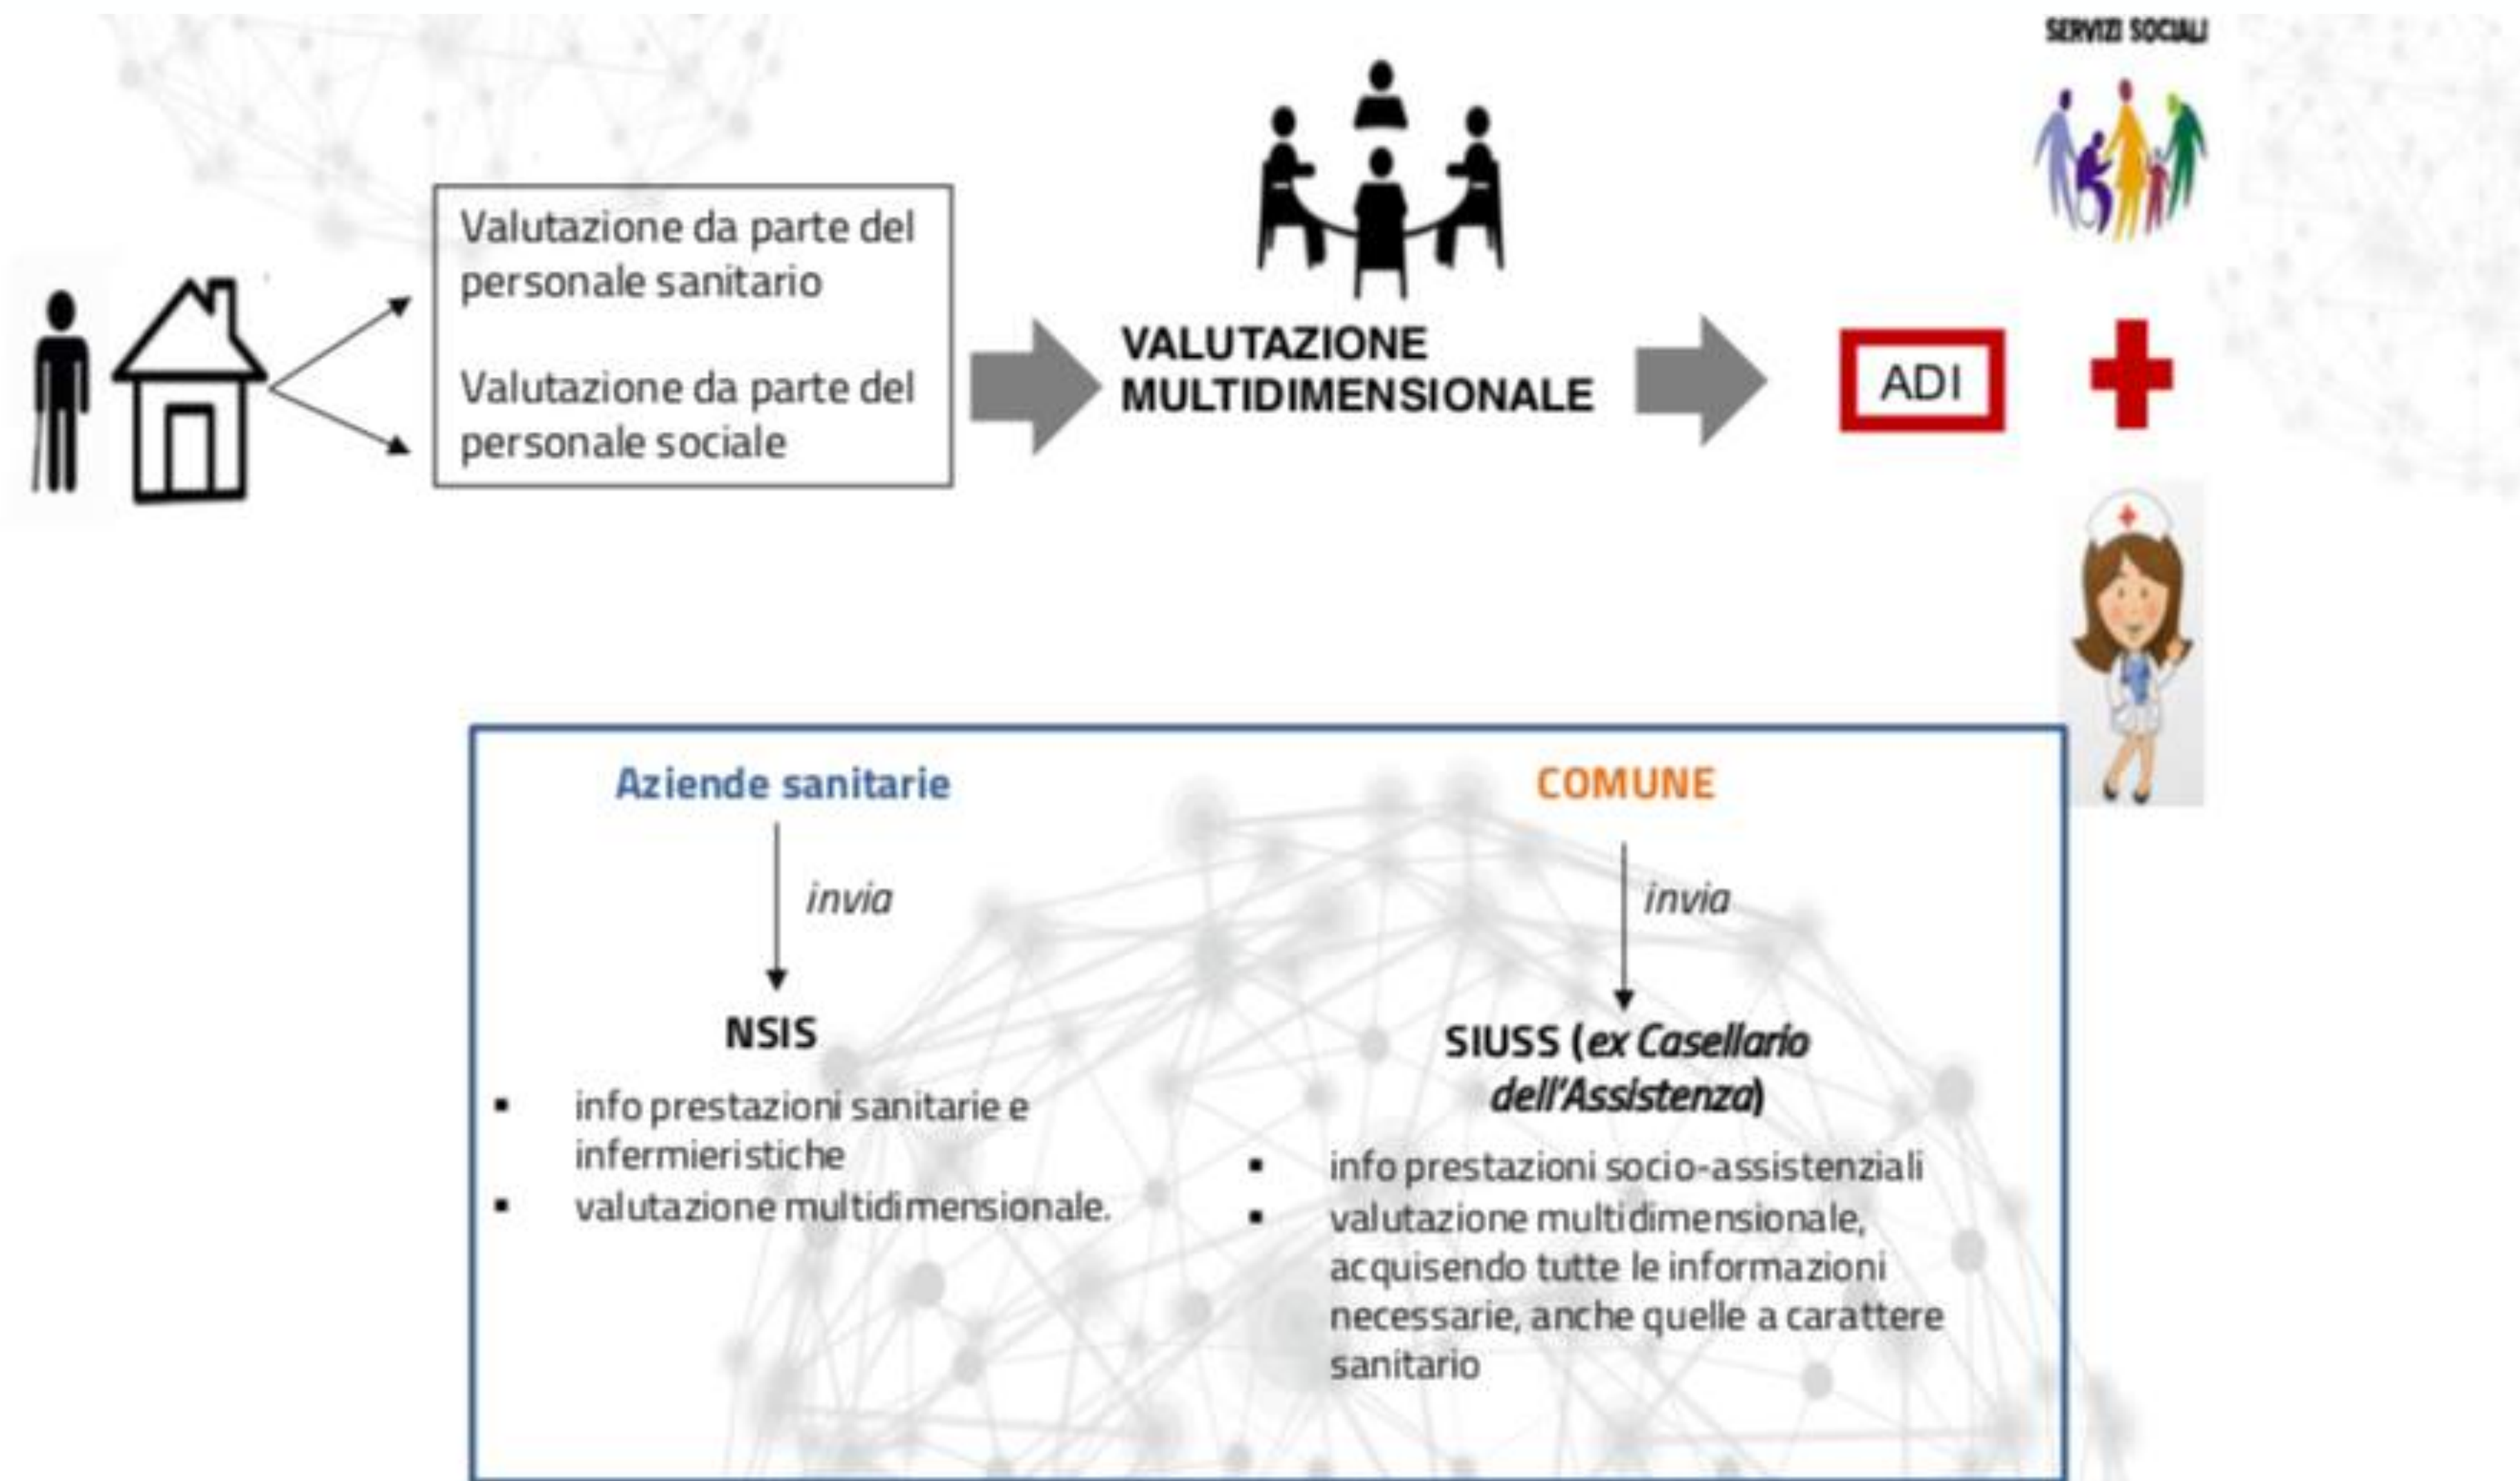 SERVIZI SOCIALI
Valutazione da parte del
personale sanitario
Valutazione da parte del
personale sociale
VALUTAZIONE
MULTIDIMENSIONALE
ADI
Aziende sanitarie
invia
NSIS
▪ info prestazioni sanitarie e
infermieristiche
▪ valutazione multidimensionale.
COMUNE
invia
SIUSS (ex Casellario
dell'Assistenza)
▪ info prestazioni socio-assistenziali
▪ valutazione multidimensionale,
acquisendo tutte le informazioni
necessarie, anche quelle a carattere
sanitario